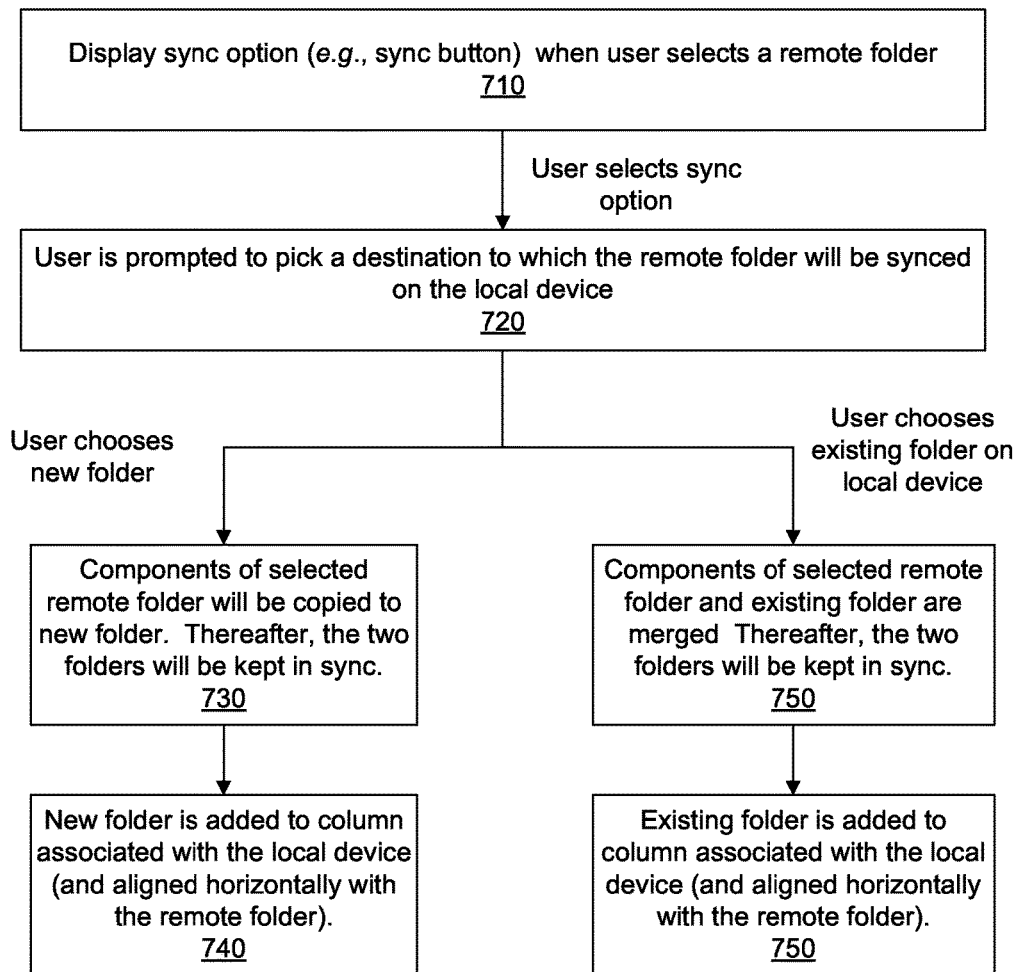 Display sync option (e.g., sync button)  when user selects a remote folder
710
User selects sync
option
User is prompted to pick a destination to which the remote folder will be synced
on the local device
720
User chooses
new folder
User chooses
existing folder on
local device
Components of selected
remote folder will be copied to
new folder.  Thereafter, the two
folders will be kept in sync.
730
Components of selected remote
folder and existing folder are
merged  Thereafter, the two
folders will be kept in sync.
750
New folder is added to column
associated with the local device
(and aligned horizontally with
the remote folder).
740
Existing folder is added to
column associated with the local
device (and aligned horizontally
with the remote folder).
750